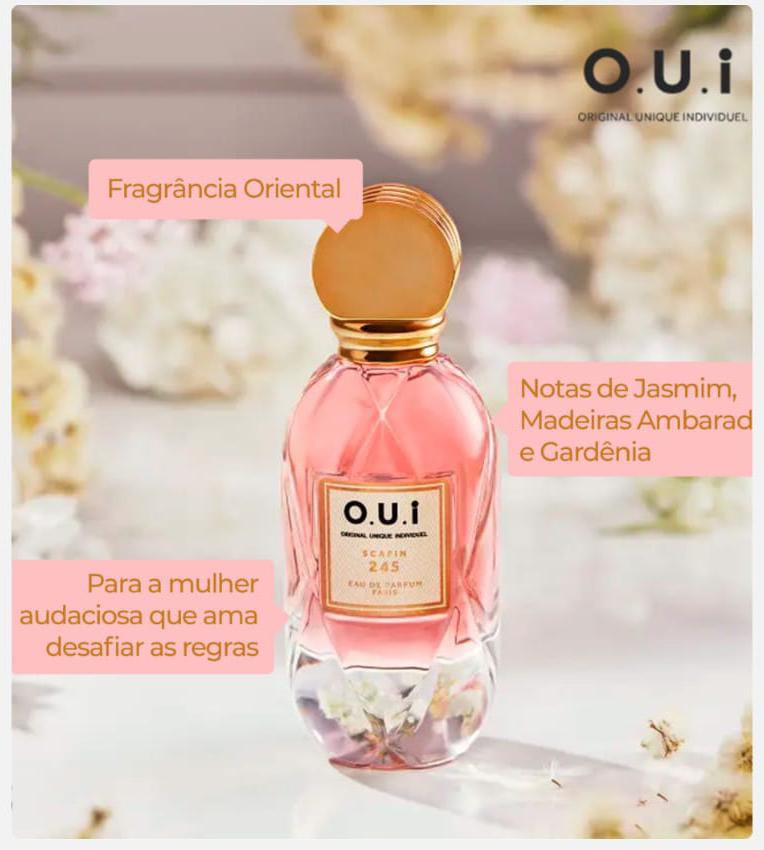 O.U.i
ORIGINAL UNIQUE INDIVIDUEL
Fragrância Oriental
Notas de Jasmim,
Madeiras Ambarad
e Gardênia
O.U.i
ORIGINAL UNIQUE INDIVIDUEL
SCAPIN
245
EAU DE PARFUM
PARIS
Para a mulher
audaciosa que ama
desafiar as regras